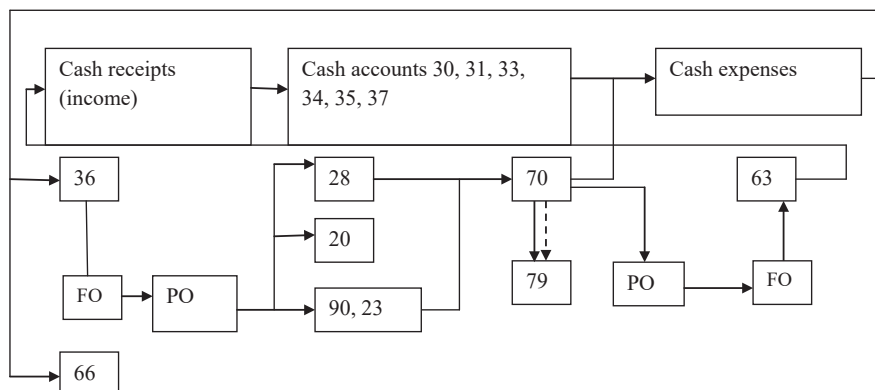 Cash receipts
(income)
Cash accounts 30, 31, 33,
34, 35, 37
Cash expenses
36
28
70
63
20
FO
PO
90, 23
79
PO
FO
66